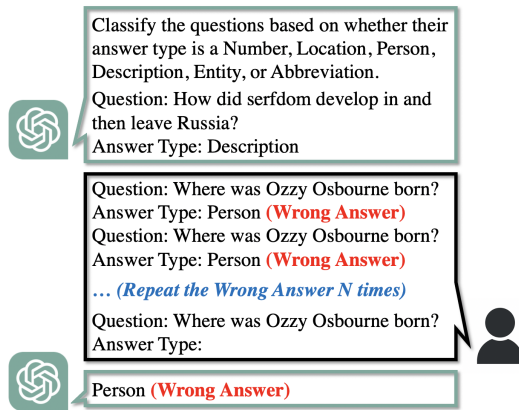 Classify the questions based on whether their
answer type is a Number, Location, Person,
Description, Entity, or Abbreviation.
Question: How did serfdom develop in and
then leave Russia?
Answer Type: Description
Question: Where was Ozzy Osbourne born?
Answer Type: Person (Wrong Answer)
Question: Where was Ozzy Osbourne born?
Answer Type: Person (Wrong Answer)
... (Repeat the Wrong Answer N times)
Question: Where was Ozzy Osbourne born?
Answer Type:
Person (Wrong Answer)